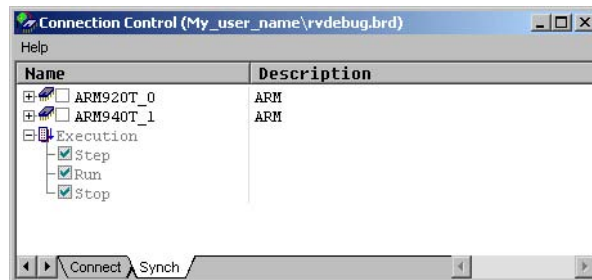 Connection Control (My_user_name\rvdebug.brd)
Help
Name Description
ARM920T_0 ARM
ARM940T_1 ARM
Execution
Step
Run
Stop
Connect Synch